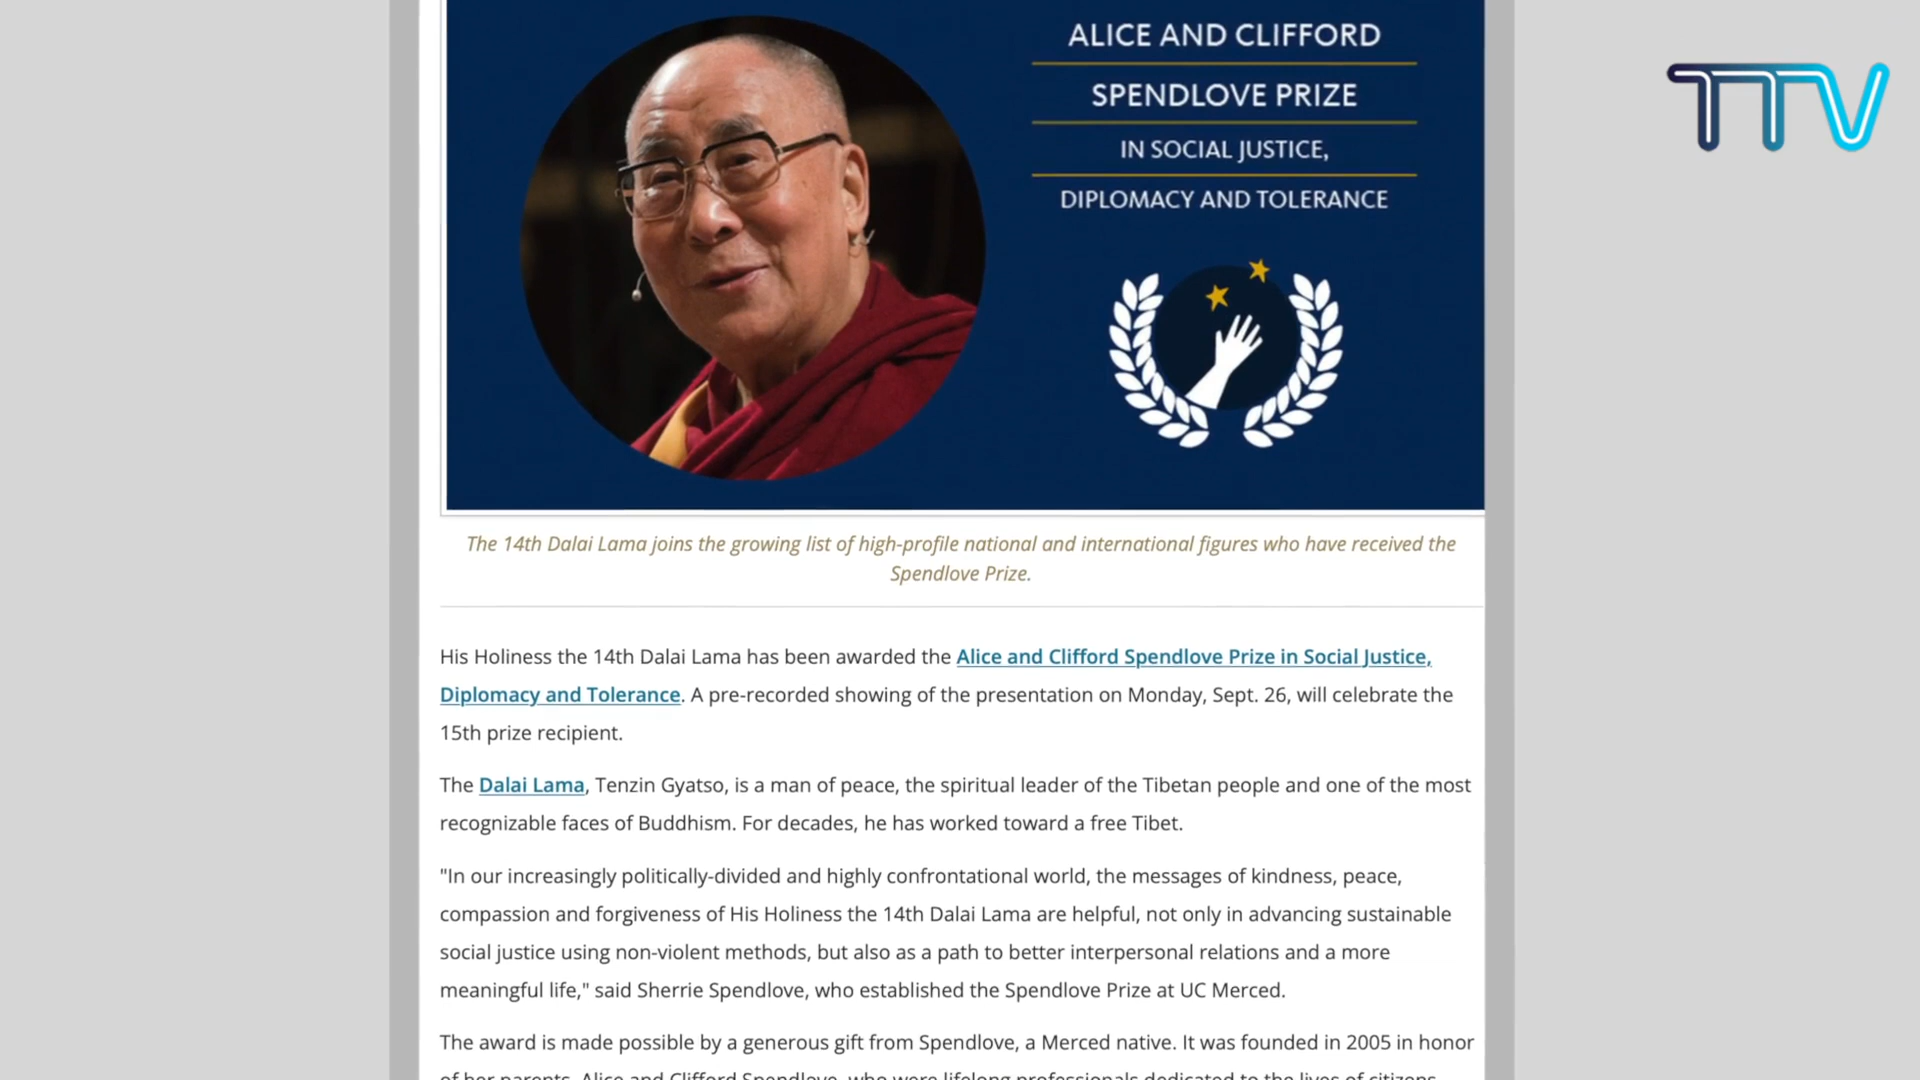 ALICE AND CLIFFORD
SPENDLOVE PRIZE
IN SOCIAL JUSTICE,
DIPLOMACY AND TOLERANCE
TTV
The 14th Dalai Lama joins the growing list of high-profile national and international figures who have received the
Spendlove Prize.
His Holiness the 14th Dalai Lama has been awarded the Alice and Clifford Spendlove Prize in Social Justice,
Diplomacy and Tolerance. A pre-recorded showing of the presentation on Monday, Sept. 26, will celebrate the
15th prize recipient.
The Dalai Lama, Tenzin Gyatso, is a man of peace, the spiritual leader of the Tibetan people and one of the most
recognizable faces of Buddhism. For decades, he has worked toward a free Tibet.
"In our increasingly politically-divided and highly confrontational world, the messages of kindness, peace,
compassion and forgiveness of His Holiness the 14th Dalai Lama are helpful, not only in advancing sustainable
social justice using non-violent methods, but also as a path to better interpersonal relations and a more
meaningful life," said Sherrie Spendlove, who established the Spendlove Prize at UC Merced.
The award is made possible by a generous gift from Spendlove, a Merced native. It was founded in 2005 in honor
of her parents, Alice and Clifford Spendlove, who were lifelong professionals dedicated to the lives of citizens